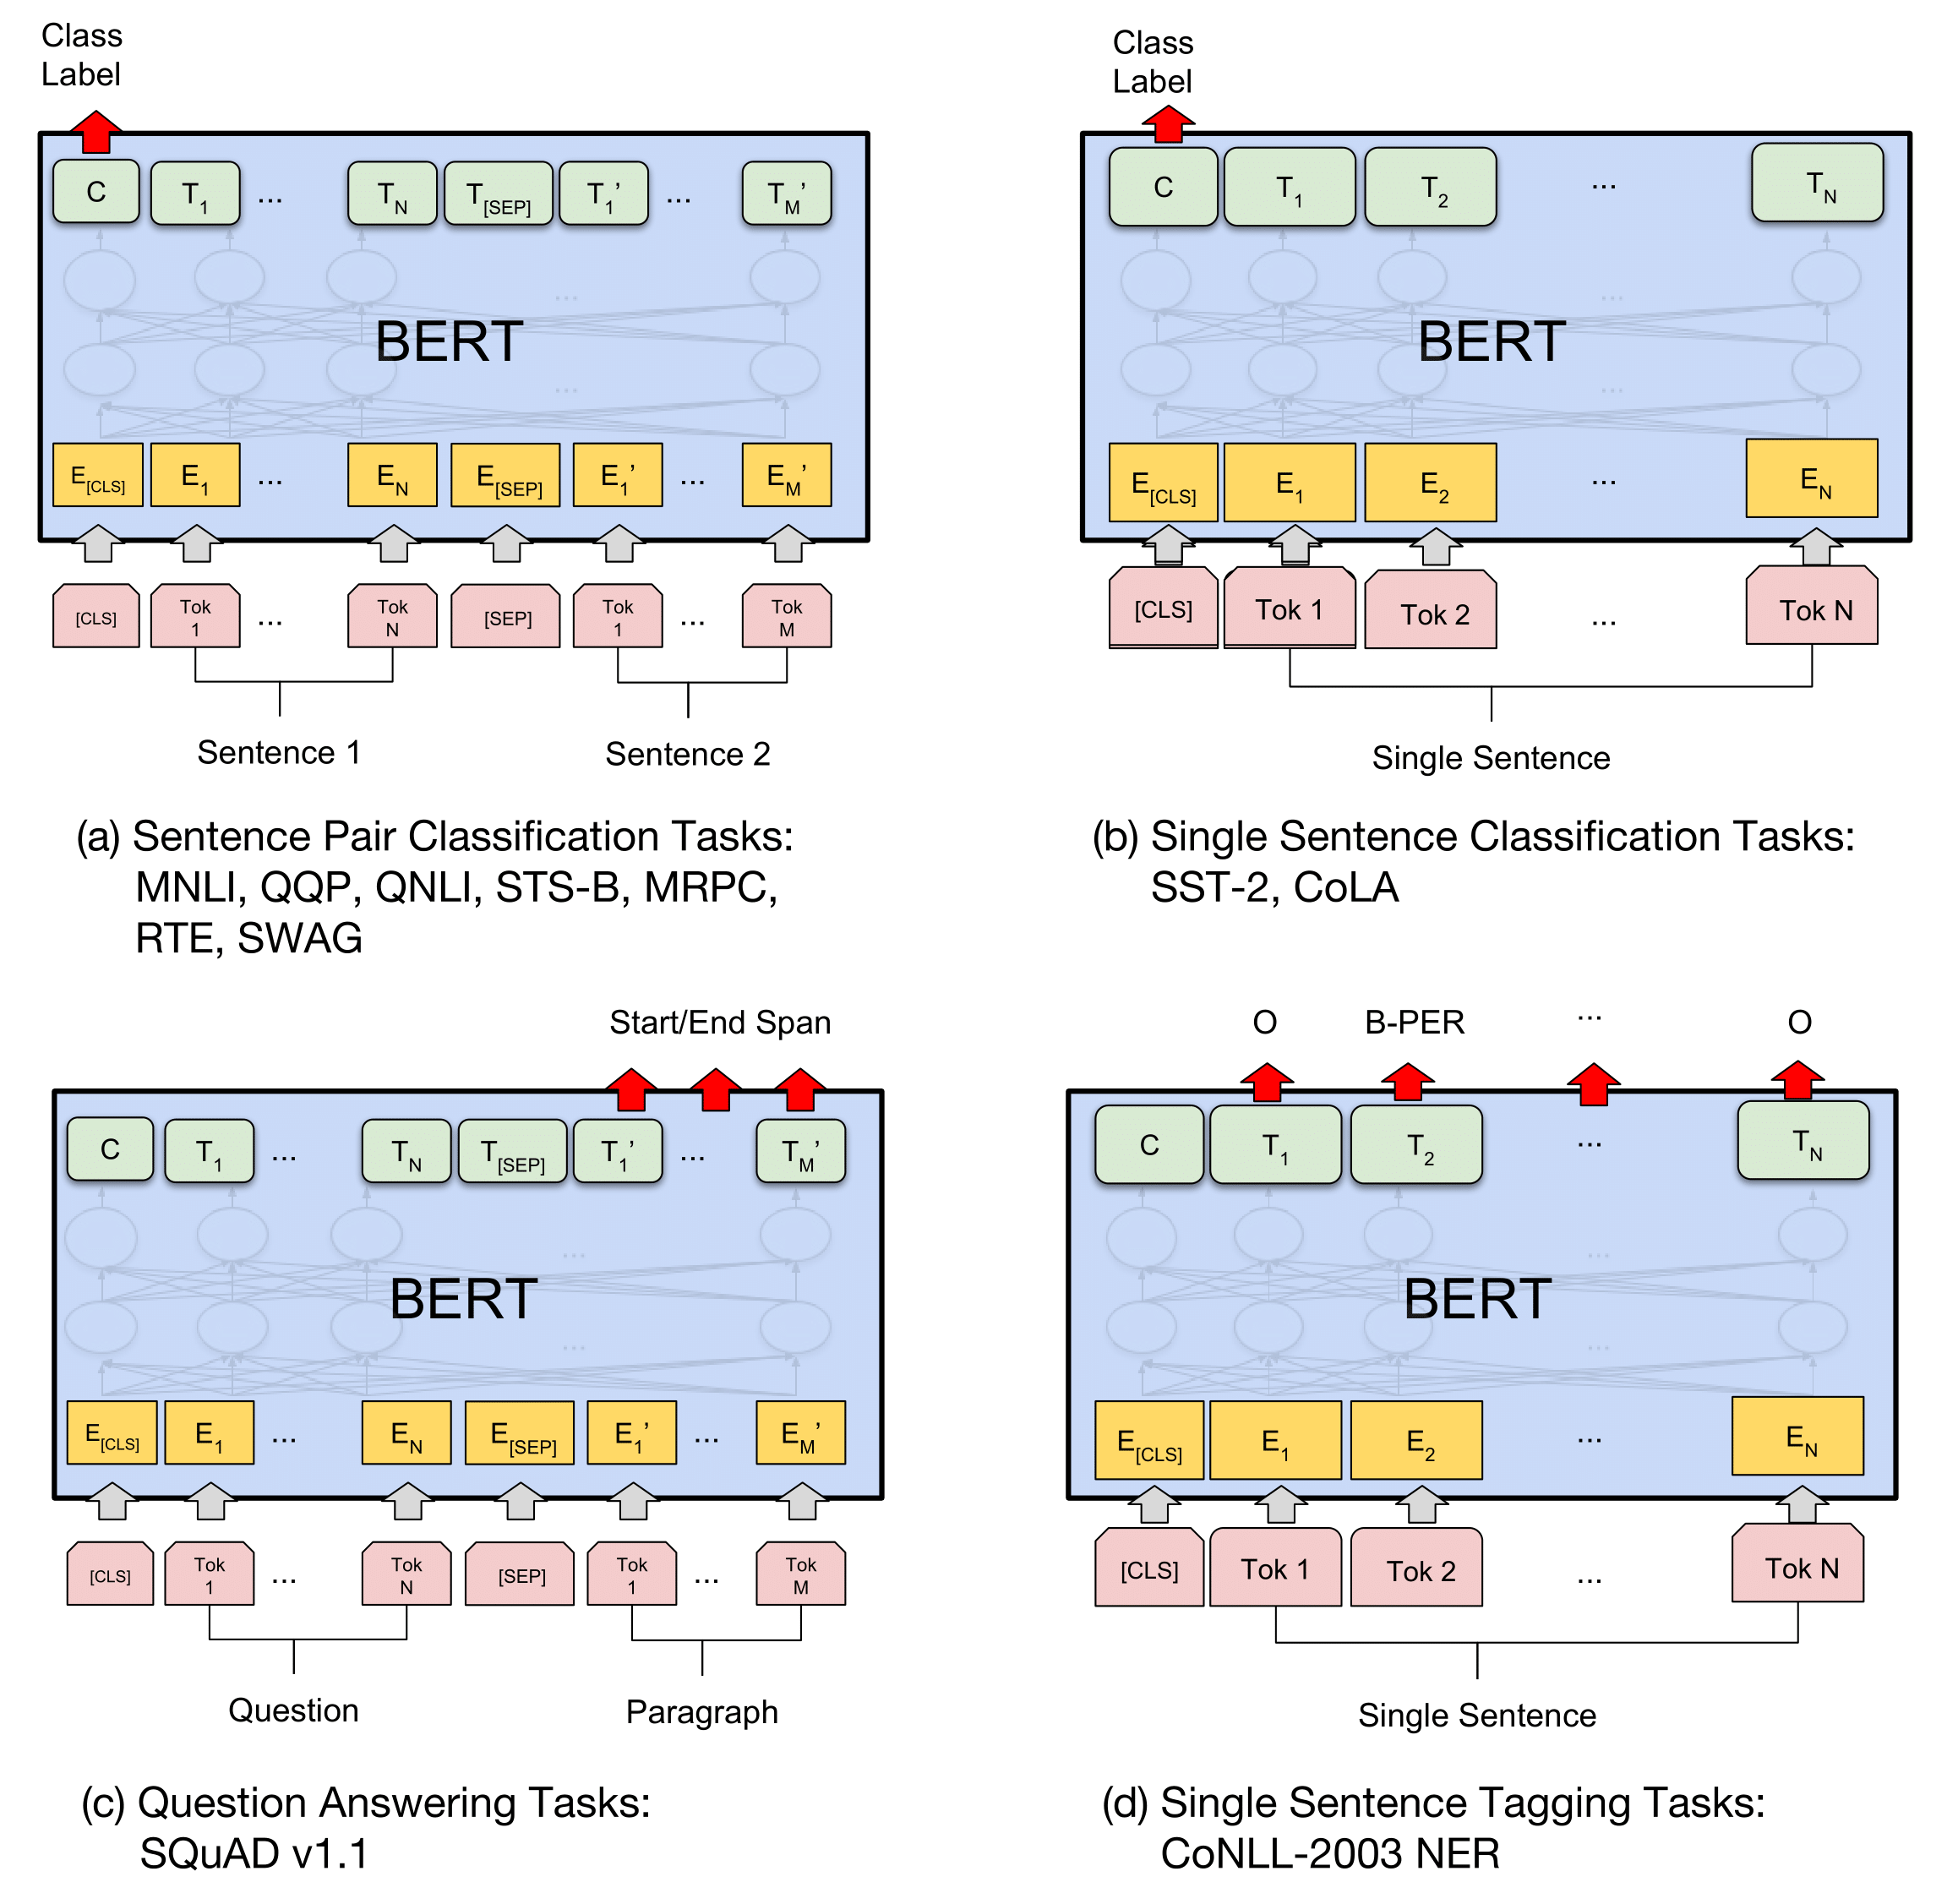 Class
Label
C T1 ... TN T[SEP] T1’ ... TM’
...
BERT
...
E[CLS] E1 ... EN E[SEP] E1’ ... EM’
[CLS] Tok 1 ... Tok N [SEP] Tok 1 ... Tok M
Sentence 1 Sentence 2
(a) Sentence Pair Classification Tasks:
MNLI, QQP, QNLI, STS-B, MRPC,
RTE, SWAG
Class
Label
C T1 T2 ... TN
...
BERT
...
E[CLS] E1 E2 ... EN
[CLS] Tok 1 Tok 2 ... Tok N
Single Sentence
(b) Single Sentence Classification Tasks:
SST-2, CoLA
Start/End Span
C T1 ... TN T[SEP] T1’ ... TM’
...
BERT
...
E[CLS] E1 ... EN E[SEP] E1’ ... EM’
[CLS] Tok 1 ... Tok N [SEP] Tok 1 ... Tok M
Question Paragraph
(c) Question Answering Tasks:
SQuAD v1.1
O B-PER ... O
C T1 T2 ... TN
...
BERT
...
E[CLS] E1 E2 ... EN
[CLS] Tok 1 Tok 2 ... Tok N
Single Sentence
(d) Single Sentence Tagging Tasks:
CoNLL-2003 NER